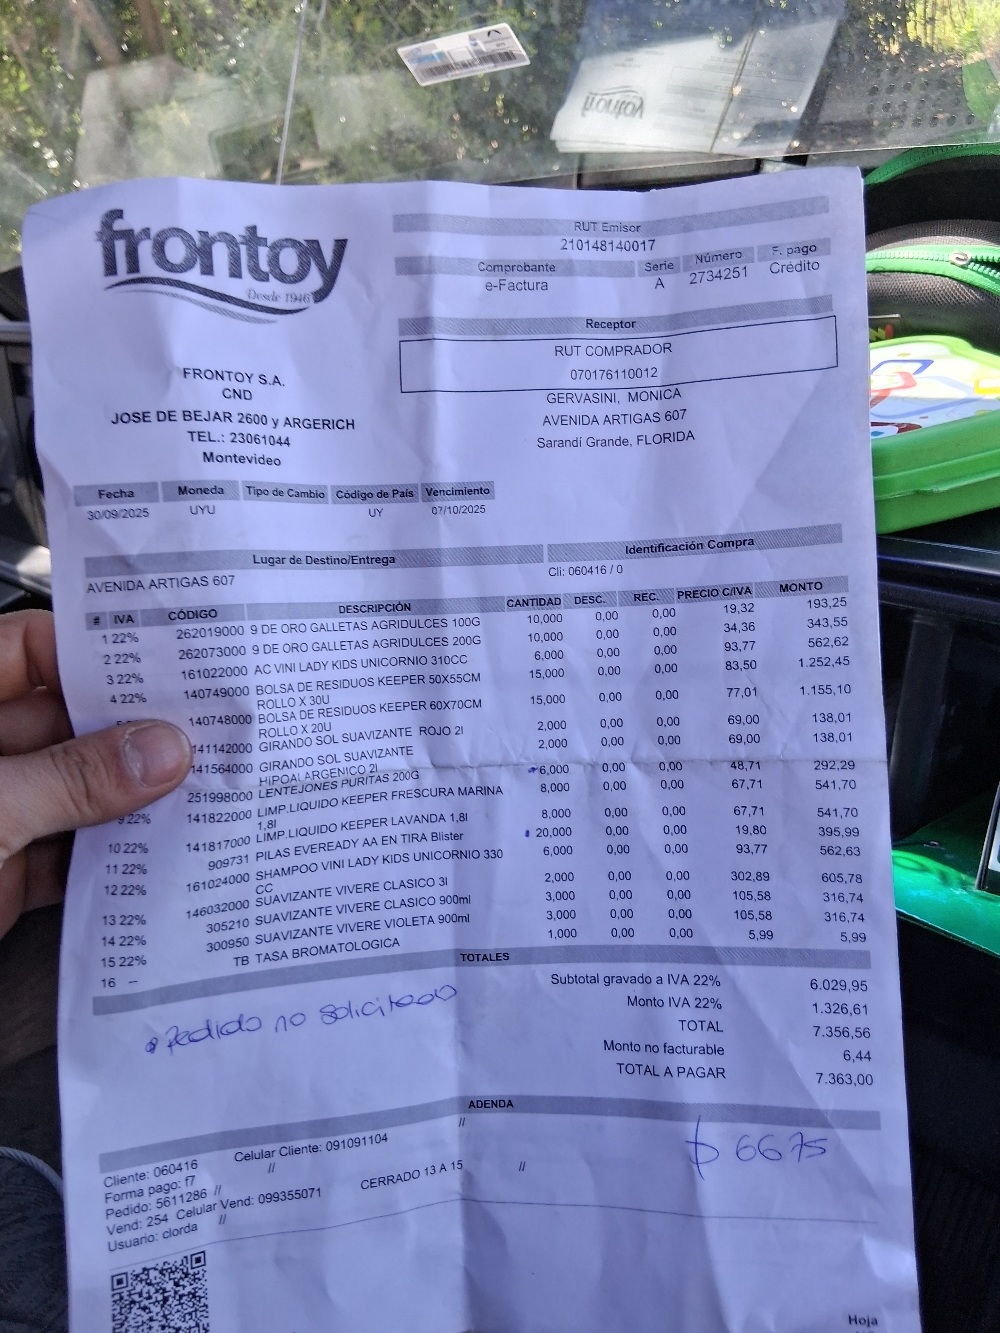 frontoy
frontoy
Desde 1946
RUT Emisor
210148140017
Comprobante Serie Número F. pago
e-Factura A 2734251 Crédito
Receptor
RUT COMPRADOR
070176110012
GERVASINI, MONICA
AVENIDA ARTIGAS 607
Sarandí Grande, FLORIDA
FRONTOY S.A.
CND
JOSE DE BEJAR 2600 y ARGERICH
TEL.: 23061044
Montevideo
Fecha Moneda Tipo de Cambio Código de País Vencimiento
30/09/2025 UYU UY 07/10/2025
Lugar de Destino/Entrega Identificación Compra
AVENIDA ARTIGAS 607 Cli: 060416 / 0
# IVA CÓDIGO DESCRIPCIÓN CANTIDAD DESC. REC. PRECIO C/IVA MONTO
1 22% 262019000 9 DE ORO GALLETAS AGRIDULCES 100G 10,000 0,00 0,00 19,32 193,25
2 22% 262073000 9 DE ORO GALLETAS AGRIDULCES 200G 10,000 0,00 0,00 34,36 343,55
3 22% 161022000 AC VINI LADY KIDS UNICORNIO 310CC 6,000 0,00 0,00 93,77 562,62
4 22% 140749000 BOLSA DE RESIDUOS KEEPER 50X55CM 15,000 0,00 0,00 83,50 1.252,45
ROLLO X 30U
140748000 BOLSA DE RESIDUOS KEEPER 60X70CM 15,000 0,00 0,00 77,01 1.155,10
ROLLO X 20U
141142000 GIRANDO SOL SUAVIZANTE ROJO 2l 2,000 0,00 0,00 69,00 138,01
141564000 GIRANDO SOL SUAVIZANTE 2,000 0,00 0,00 69,00 138,01
HIPOALARGENICO 2l
251998000 LENTEJONES PURITAS 200G 6,000 0,00 0,00 48,71 292,29
9 22% 141822000 LIMP.LIQUIDO KEEPER FRESCURA MARINA 8,000 0,00 0,00 67,71 541,70
1,8l
10 22% 141817000 LIMP.LIQUIDO KEEPER LAVANDA 1,8l 8,000 0,00 0,00 67,71 541,70
11 22% 909731 PILAS EVEREADY AA EN TIRA Blister 20,000 0,00 0,00 19,80 395,99
12 22% 161024000 SHAMPOO VINI LADY KIDS UNICORNIO 330 6,000 0,00 0,00 93,77 562,63
CC
13 22% 146032000 SUAVIZANTE VIVERE CLASICO 3l 2,000 0,00 0,00 302,89 605,78
14 22% 305210 SUAVIZANTE VIVERE CLASICO 900ml 3,000 0,00 0,00 105,58 316,74
15 22% 300950 SUAVIZANTE VIVERE VIOLETA 900ml 3,000 0,00 0,00 105,58 316,74
16 -- TB TASA BROMATOLOGICA 1,000 0,00 0,00 5,99 5,99
TOTALES
Subtotal gravado a IVA 22% 6.029,95
Monto IVA 22% 1.326,61
TOTAL 7.356,56
Monto no facturable 6,44
TOTAL A PAGAR 7.363,00
Pedido no solicitado
ADENDA
//
Cliente: 060416 Celular Cliente: 091091104
Forma pago: f7 //
Pedido: 5611286 //
Vend: 254 Celular Vend: 099355071 CERRADO 13 A 15 //
Usuario: clorda //
$ 6675
Hoja